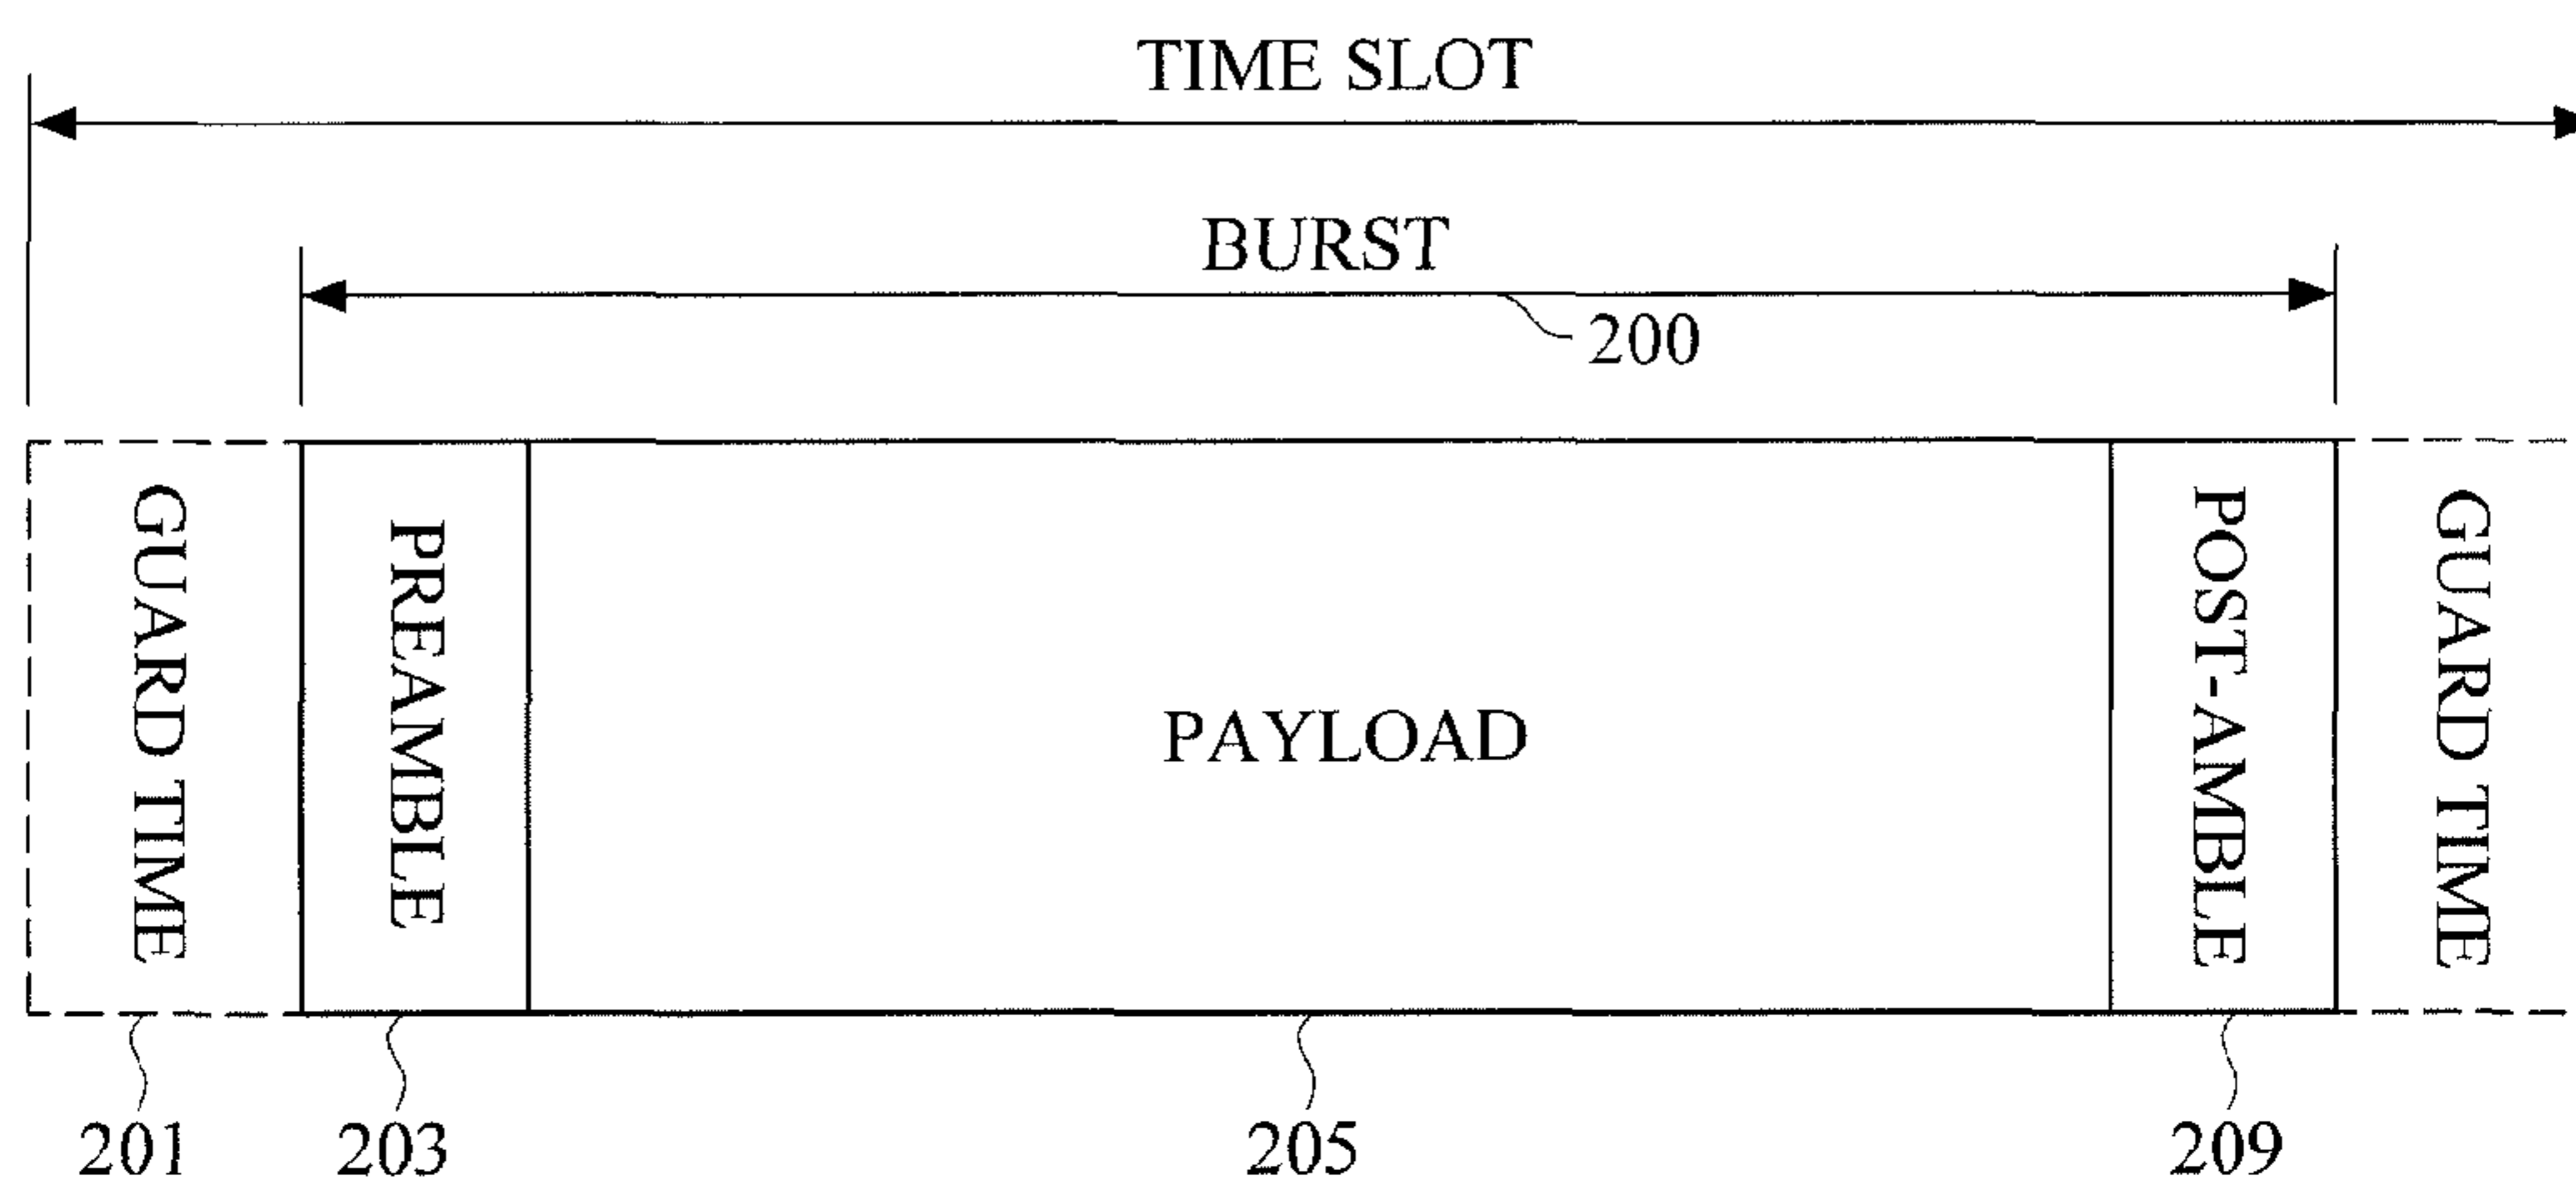 TIME SLOT
BURST
200
GUARD TIME
PREAMBLE
PAYLOAD
POST-AMBLE
GUARD TIME
201
203
205
209